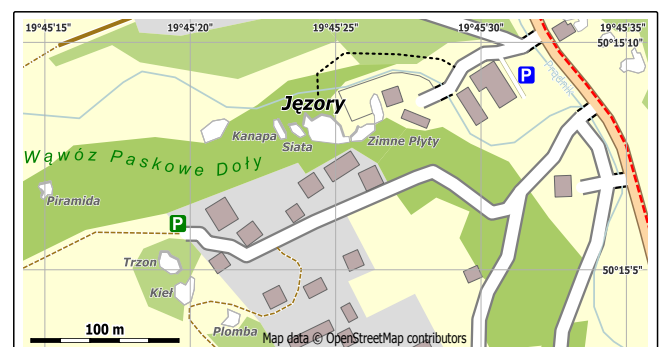 19°45'15" 19°45'20" 19°45'25" 19°45'30" 19°45'35"
50°15'10"
P
Prądnik
Jęzory
Kanapa
Siata
Zimne Płyty
Wąwóz Paskowe Doły
Piramida
P
Trzon
50°15'5"
Kieł
Plomba
100 m
Map data © OpenStreetMap contributors